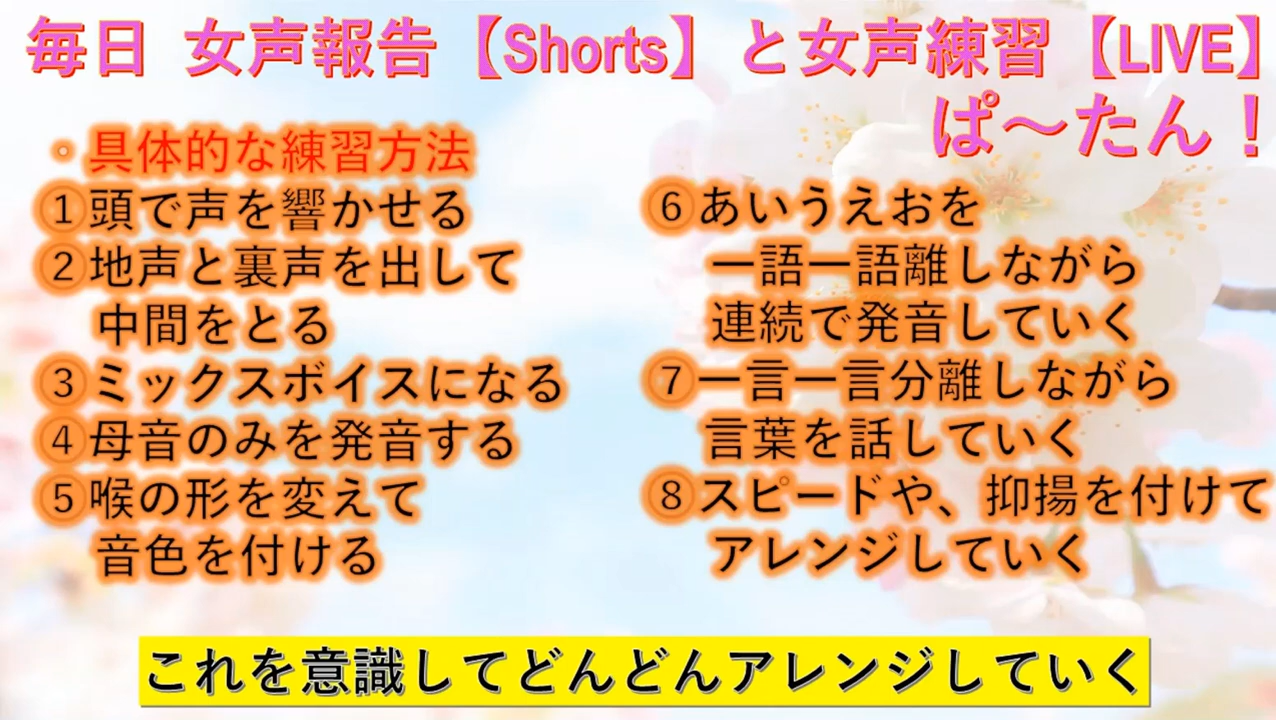 毎日 女声報告【Shorts】と女声練習【LIVE】
ぱ〜たん！
・具体的な練習方法
①頭で声を響かせる
②地声と裏声を出して
中間をとる
③ミックスボイスになる
④母音のみを発音する
⑤喉の形を変えて
音色を付ける
⑥あいうえおを
一語一語離しながら
連続で発音していく
⑦一言一言分離しながら
言葉を話していく
⑧スピードや、抑揚を付けて
アレンジしていく
これを意識してどんどんアレンジしていく